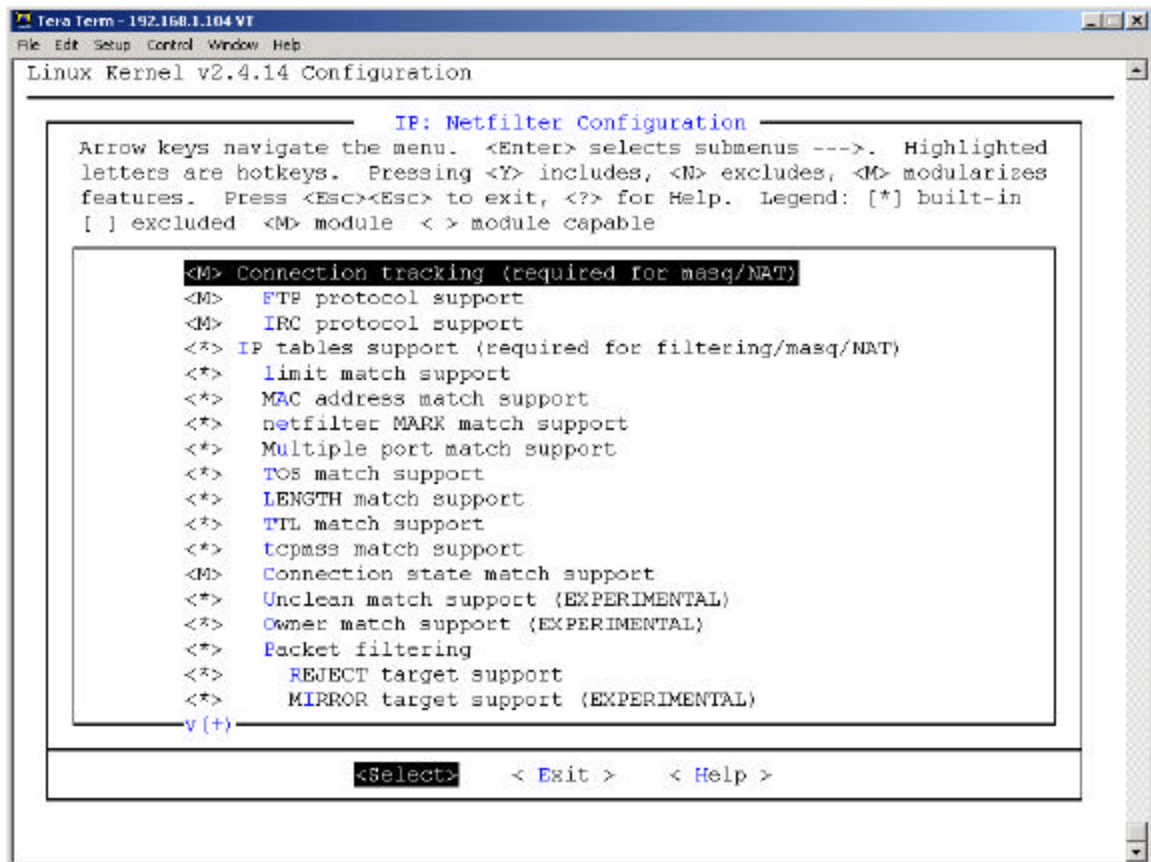 Tera Term - 192.168.1.104 VT
File Edit Setup Control Window Help
Linux Kernel v2.4.14 Configuration
IP: Netfilter Configuration
Arrow keys navigate the menu. <Enter> selects submenus --->. Highlighted
letters are hotkeys. Pressing <Y> includes, <N> excludes, <M> modularizes
features. Press <Esc><Esc> to exit, <?> for Help. Legend: [*] built-in
[ ] excluded <M> module < > module capable
<M> Connection tracking (required for masq/NAT)
<M> FTP protocol support
<M> IRC protocol support
<*> IP tables support (required for filtering/masq/NAT)
<*> limit match support
<*> MAC address match support
<*> netfilter MARK match support
<*> Multiple port match support
<*> TOS match support
<*> LENGTH match support
<*> TTL match support
<*> tcpmss match support
<M> Connection state match support
<*> Unclean match support (EXPERIMENTAL)
<*> Owner match support (EXPERIMENTAL)
<*> Packet filtering
<*> REJECT target support
<*> MIRROR target support (EXPERIMENTAL)
v(+)
<Select> < Exit > < Help >